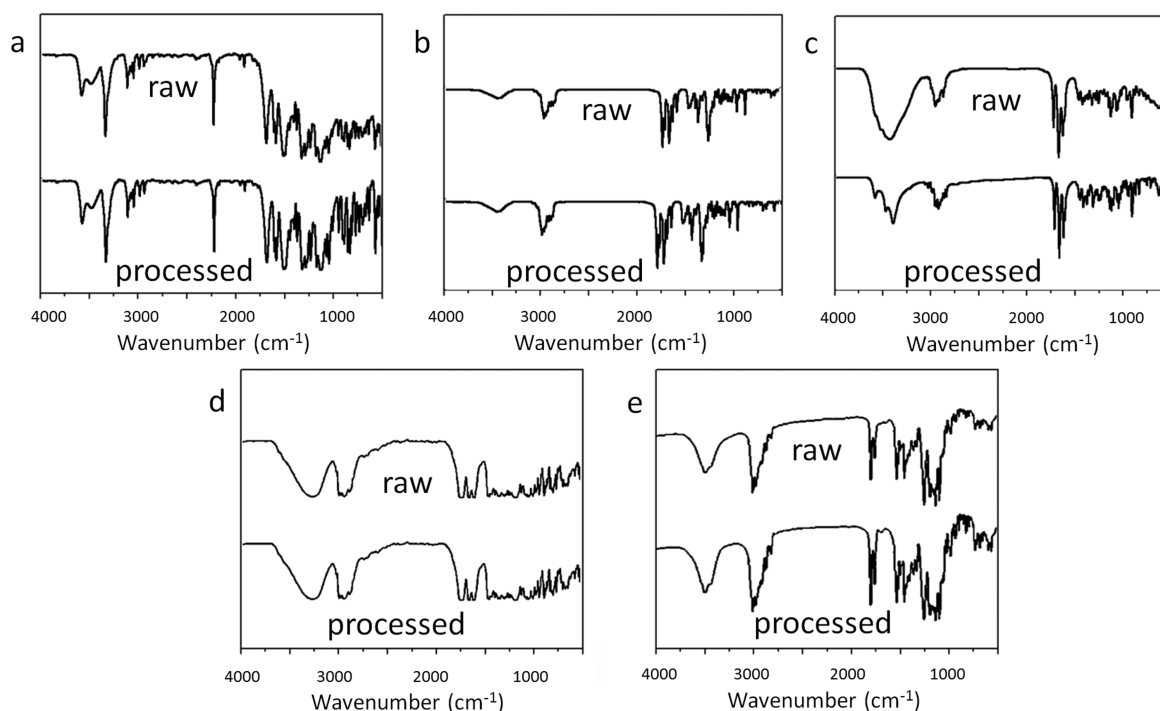 a
raw
processed
4000 3000 2000 1000
Wavenumber (cm⁻¹)
b
raw
processed
4000 3000 2000 1000
Wavenumber (cm⁻¹)
c
raw
processed
4000 3000 2000 1000
Wavenumber (cm⁻¹)
d
raw
processed
4000 3000 2000 1000
Wavenumber (cm⁻¹)
e
raw
processed
4000 3000 2000 1000
Wavenumber (cm⁻¹)